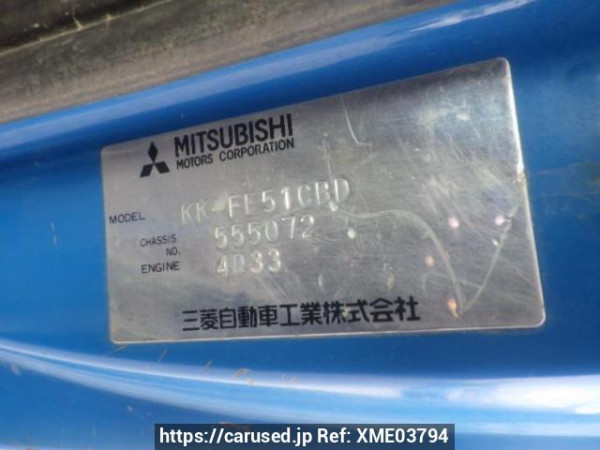 MITSUBISHI
MOTORS CORPORATION
MODEL KK-FE51CBD
CHASSIS NO. 555072
ENGINE 4D33
三菱自動車工業株式会社
https://carused.jp Ref: XME03794